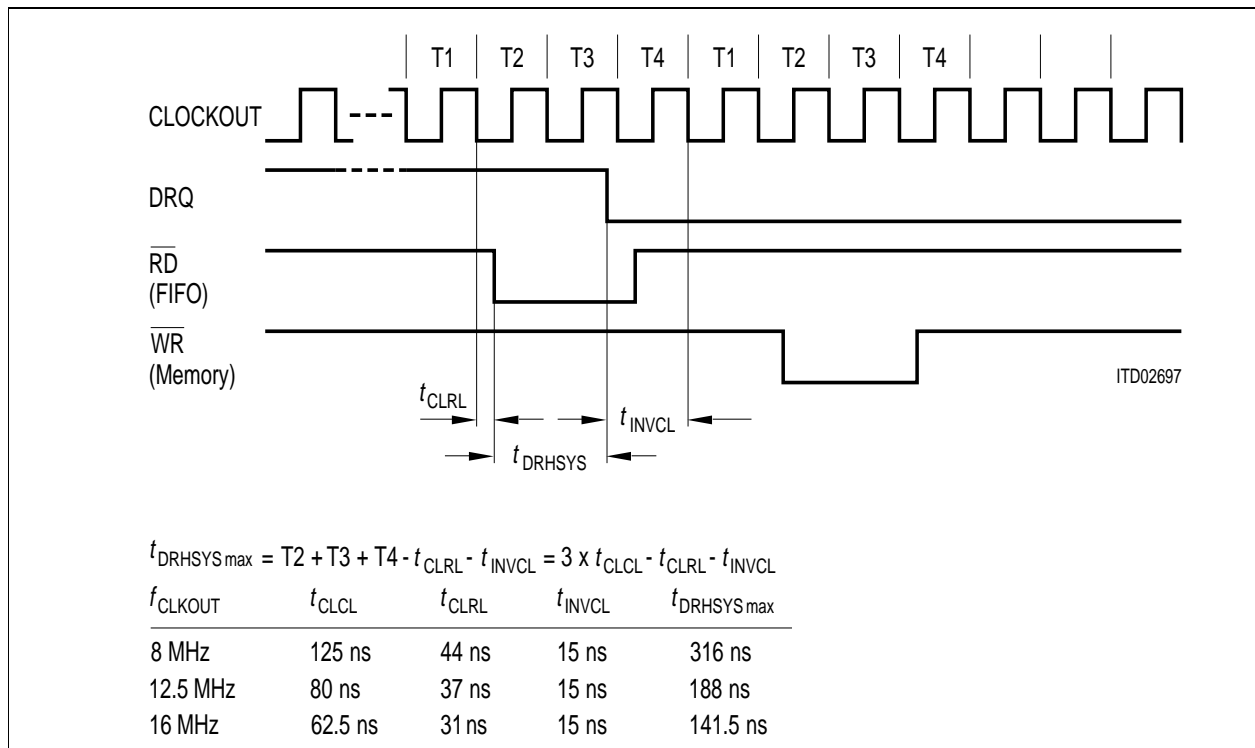 T1 T2 T3 T4 T1 T2 T3 T4
CLOCKOUT
DRQ
RD
(FIFO)
WR
(Memory)
ITD02697
tCLRL
tINVCL
tDRHSYS
tDRHSYS max = T2 + T3 + T4 - tCLRL - tINVCL = 3 x tCLCL - tCLRL - tINVCL
fCLKOUT tCLCL tCLRL tINVCL tDRHSYS max
8 MHz 125 ns 44 ns 15 ns 316 ns
12.5 MHz 80 ns 37 ns 15 ns 188 ns
16 MHz 62.5 ns 31 ns 15 ns 141.5 ns